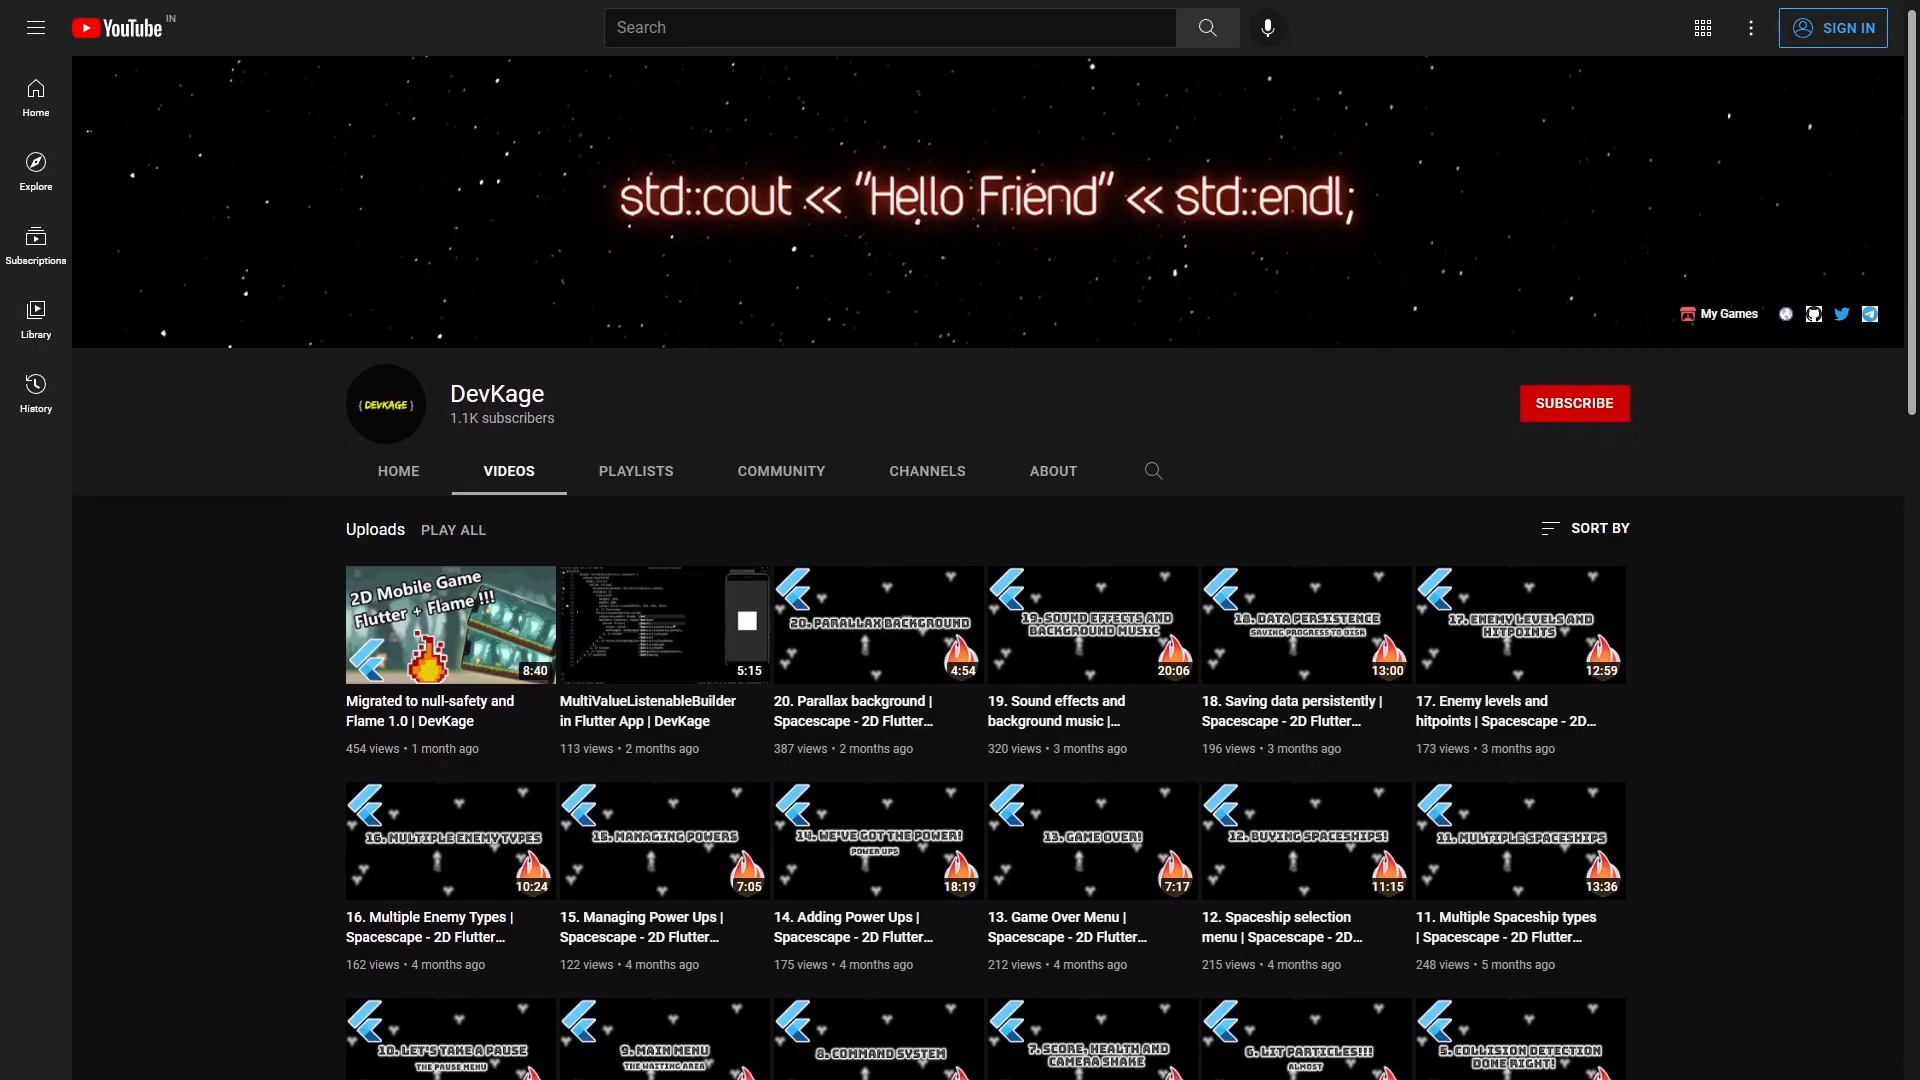 YouTube IN
Search
SIGN IN
Home
Explore
Subscriptions
Library
History
std::cout << "Hello Friend" << std::endl;
My Games
{ DEVKAGE }
DevKage
1.1K subscribers
SUBSCRIBE
HOME VIDEOS PLAYLISTS COMMUNITY CHANNELS ABOUT
Uploads PLAY ALL
SORT BY
2D Mobile Game
Flutter + Flame !!!
8:40
Migrated to null-safety and
Flame 1.0 | DevKage
454 views • 1 month ago
5:15
MultiValueListenableBuilder
in Flutter App | DevKage
113 views • 2 months ago
20. PARALLAX BACKGROUND
4:54
20. Parallax background |
Spacescape - 2D Flutter...
387 views • 2 months ago
19. SOUND EFFECTS AND
BACKGROUND MUSIC
20:06
19. Sound effects and
background music |...
320 views • 3 months ago
18. DATA PERSISTENCE
SAVING PROGRESS TO DISK
13:00
18. Saving data persistently |
Spacescape - 2D Flutter...
196 views • 3 months ago
17. ENEMY LEVELS AND
HITPOINTS
12:59
17. Enemy levels and
hitpoints | Spacescape - 2D...
173 views • 3 months ago
16. MULTIPLE ENEMY TYPES
10:24
16. Multiple Enemy Types |
Spacescape - 2D Flutter...
162 views • 4 months ago
15. MANAGING POWERS
7:05
15. Managing Power Ups |
Spacescape - 2D Flutter...
122 views • 4 months ago
14. WE'VE GOT THE POWER!
POWER UPS
18:19
14. Adding Power Ups |
Spacescape - 2D Flutter...
175 views • 4 months ago
13. GAME OVER!
7:17
13. Game Over Menu |
Spacescape - 2D Flutter...
212 views • 4 months ago
12. BUYING SPACESHIPS!
11:15
12. Spaceship selection
menu | Spacescape - 2D...
215 views • 4 months ago
11. MULTIPLE SPACESHIPS
13:36
11. Multiple Spaceship types
| Spacescape - 2D Flutter...
248 views • 5 months ago
10. LET'S TAKE A PAUSE
THE PAUSE MENU
9. MAIN MENU
THE WAITING AREA
8. COMMAND SYSTEM
7. SCORE, HEALTH AND
CAMERA SHAKE
6. LIT PARTICLES!!!
ALMOST
5. COLLISION DETECTION
DONE RIGHT!